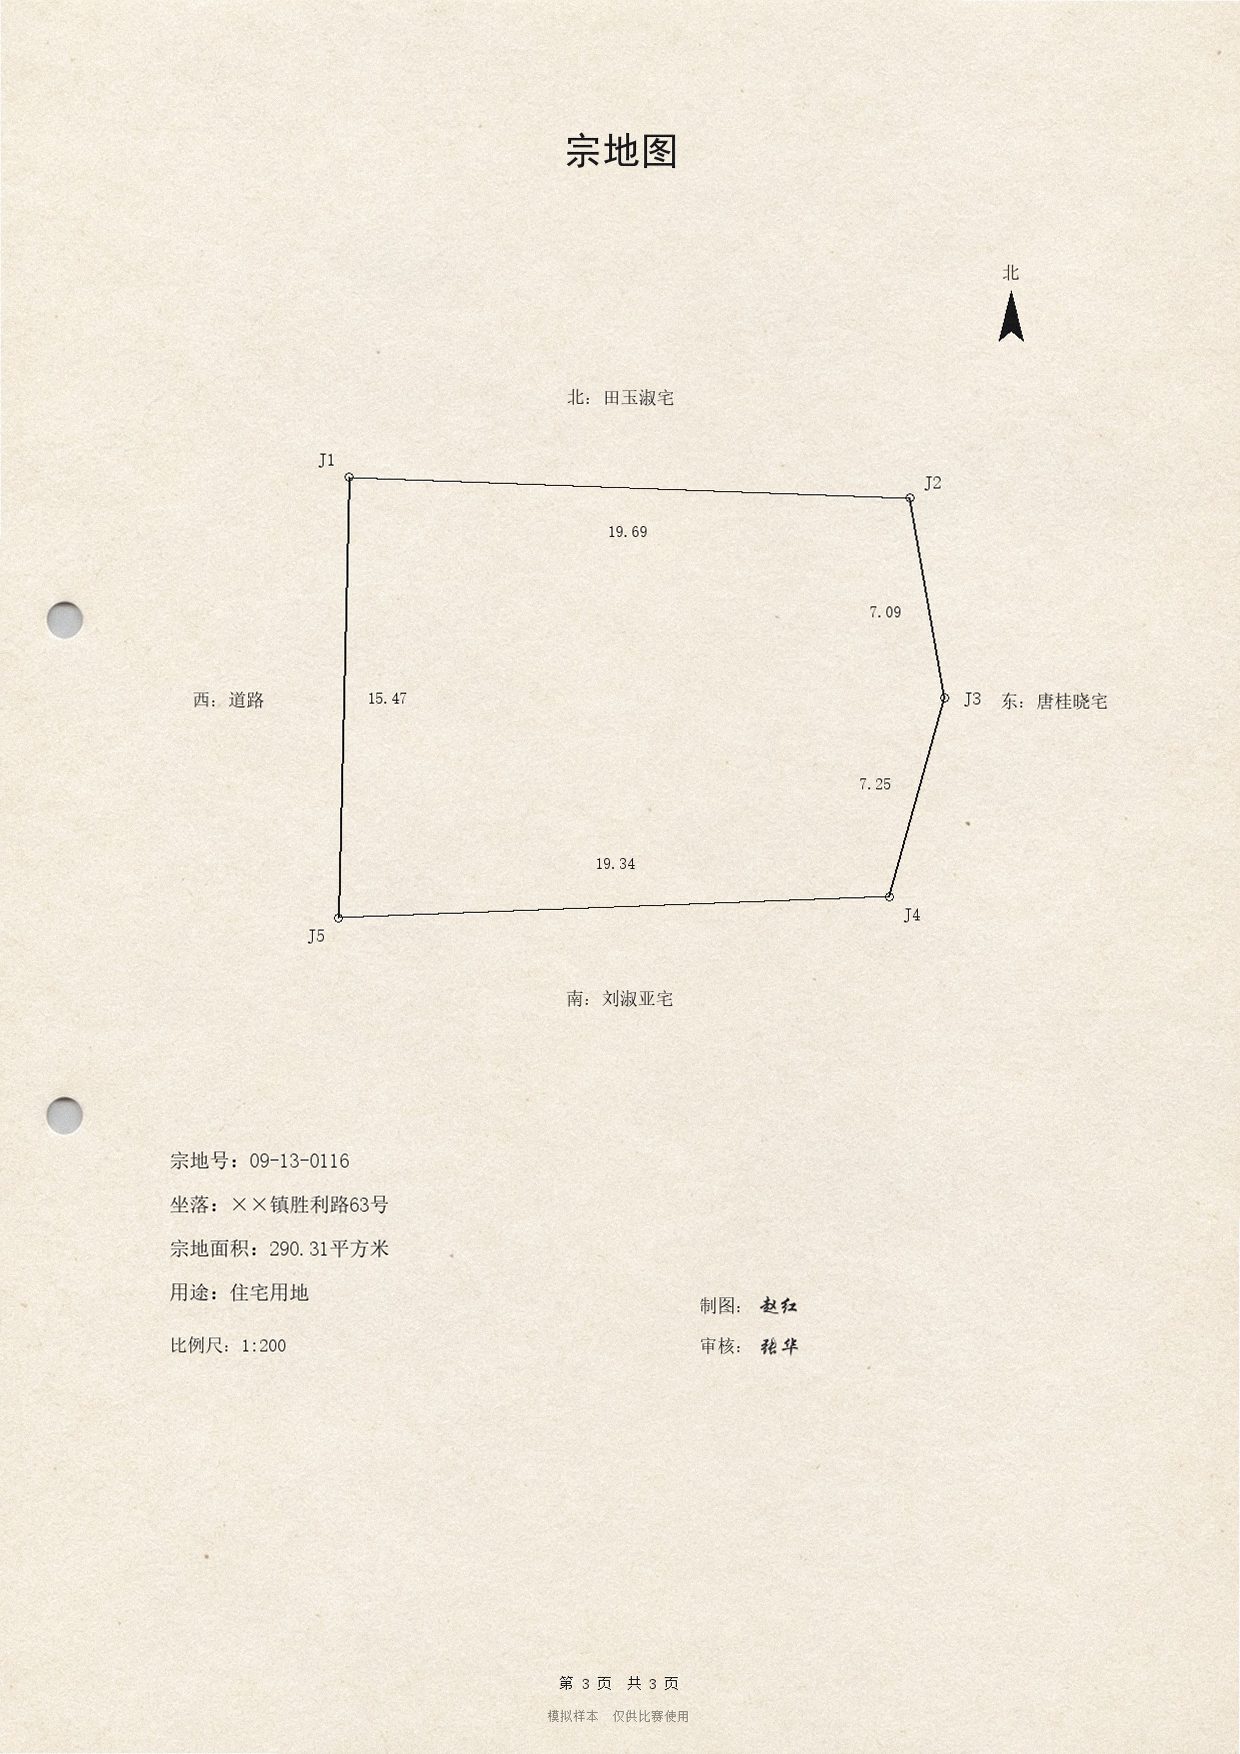 宗地图
北
北：田玉淑宅
J1
J2
19.69
7.09
西：道路
15.47
J3
东：唐桂晓宅
7.25
19.34
J4
J5
南：刘淑亚宅
宗地号：09-13-0116
坐落：××镇胜利路63号
宗地面积：290.31平方米
用途：住宅用地
制图：赵红
比例尺：1:200
审核：张华
第 3 页 共 3 页
模拟样本 仅供比赛使用